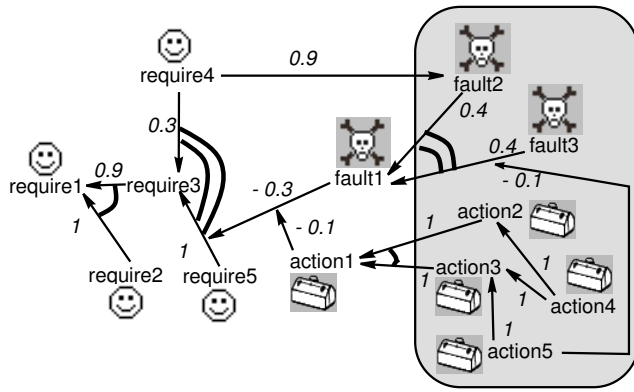 0.9
require4
fault2
0.3
0.4
fault3
0.4
require1
0.9
require3
fault1
- 0.3
- 0.1
1
- 0.1
1
action2
1
require2
require5
action1
1
action3
1
1
action4
1
action5